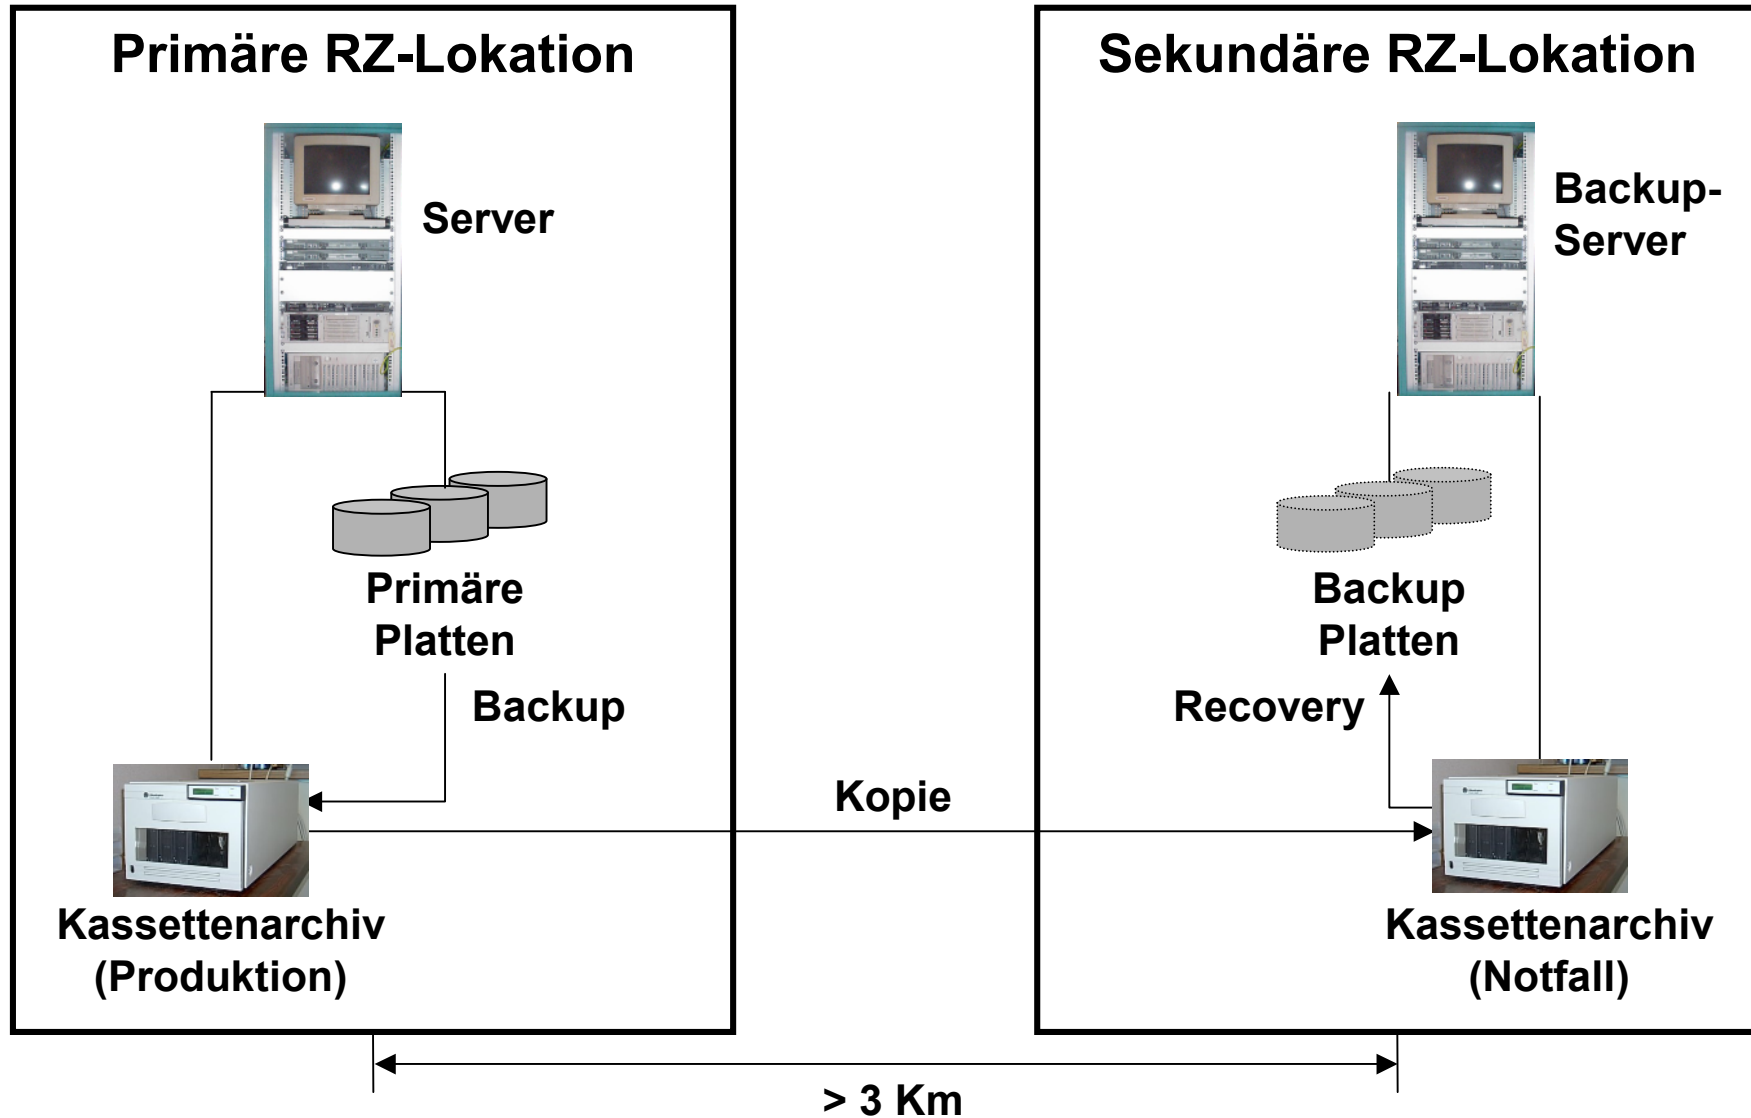 Primäre RZ-Lokation
Server
Primäre
Platten
Backup
Kassettenarchiv
(Produktion)
Kopie
Sekundäre RZ-Lokation
Backup-
Server
Backup
Platten
Recovery
Kassettenarchiv
(Notfall)
> 3 Km